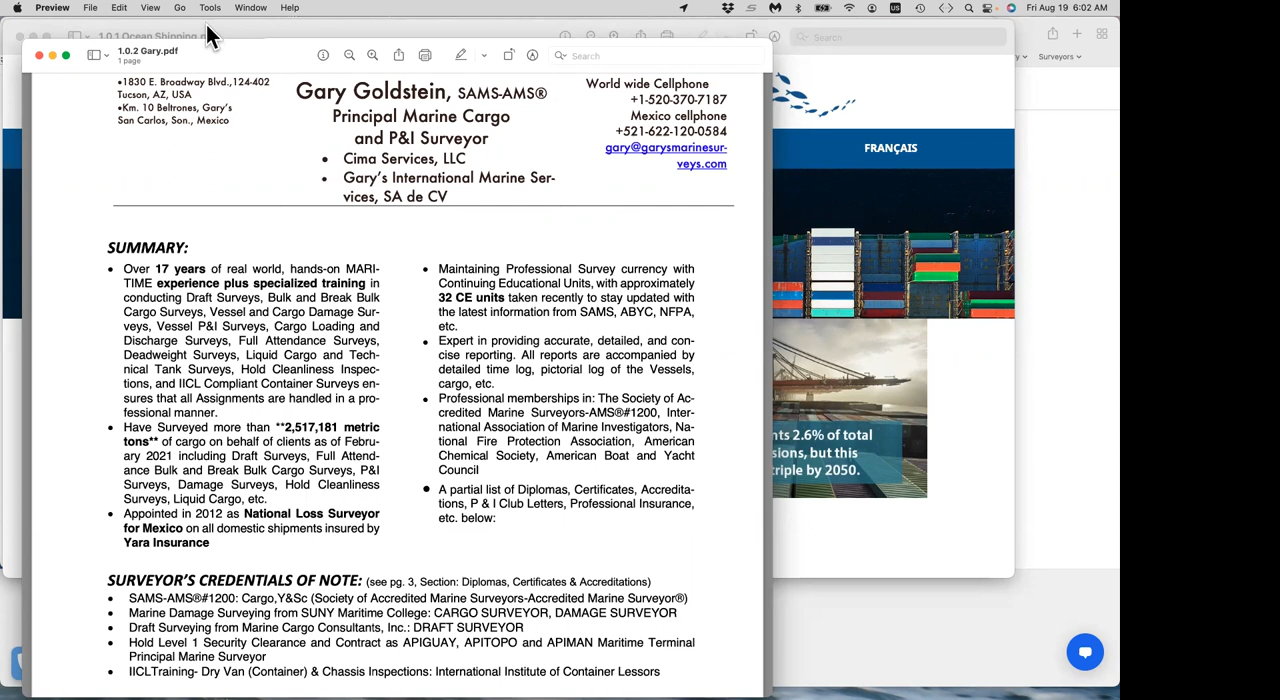 Preview File Edit View Go Tools Window Help
Fri Aug 19 6:02 AM
1.0.1 Ocean Shipping
Search
Surveyors
1.0.2 Gary.pdf
1 page
Search
•1830 E. Broadway Blvd.,124-402
Tucson, AZ, USA
•Km. 10 Beltrones, Gary's
San Carlos, Son., Mexico
Gary Goldstein, SAMS-AMS®
Principal Marine Cargo
and P&I Surveyor
• Cima Services, LLC
• Gary's International Marine Ser-
vices, SA de CV
World wide Cellphone
+1-520-370-7187
Mexico cellphone
+521-622-120-0584
gary@garysmarinesur-
veys.com
FRANÇAIS
SUMMARY:
• Over 17 years of real world, hands-on MARI-
TIME experience plus specialized training in
conducting Draft Surveys, Bulk and Break Bulk
Cargo Surveys, Vessel and Cargo Damage Sur-
veys, Vessel P&I Surveys, Cargo Loading and
Discharge Surveys, Full Attendance Surveys,
Deadweight Surveys, Liquid Cargo and Tech-
nical Tank Surveys, Hold Cleanliness Inspec-
tions, and IICL Compliant Container Surveys en-
sures that all Assignments are handled in a pro-
fessional manner.
• Have Surveyed more than **2,517,181 metric
tons** of cargo on behalf of clients as of Febru-
ary 2021 including Draft Surveys, Full Attend-
ance Bulk and Break Bulk Cargo Surveys, P&I
Surveys, Damage Surveys, Hold Cleanliness
Surveys, Liquid Cargo, etc.
• Appointed in 2012 as National Loss Surveyor
for Mexico on all domestic shipments insured by
Yara Insurance
• Maintaining Professional Survey currency with
Continuing Educational Units, with approximately
32 CE units taken recently to stay updated with
the latest information from SAMS, ABYC, NFPA,
etc.
• Expert in providing accurate, detailed, and con-
cise reporting. All reports are accompanied by
detailed time log, pictorial log of the Vessels,
cargo, etc.
• Professional memberships in: The Society of Ac-
credited Marine Surveyors-AMS®#1200, Inter-
national Association of Marine Investigators, Na-
tional Fire Protection Association, American
Chemical Society, American Boat and Yacht
Council
• A partial list of Diplomas, Certificates, Accredita-
tions, P & I Club Letters, Professional Insurance,
etc. below:
nts 2.6% of total
sions, but this
triple by 2050.
SURVEYOR'S CREDENTIALS OF NOTE: (see pg. 3, Section: Diplomas, Certificates & Accreditations)
• SAMS-AMS®#1200: Cargo,Y&Sc (Society of Accredited Marine Surveyors-Accredited Marine Surveyor®)
• Marine Damage Surveying from SUNY Maritime College: CARGO SURVEYOR, DAMAGE SURVEYOR
• Draft Surveying from Marine Cargo Consultants, Inc.: DRAFT SURVEYOR
• Hold Level 1 Security Clearance and Contract as APIGUAY, APITOPO and APIMAN Maritime Terminal
Principal Marine Surveyor
• IICLTraining- Dry Van (Container) & Chassis Inspections: International Institute of Container Lessors